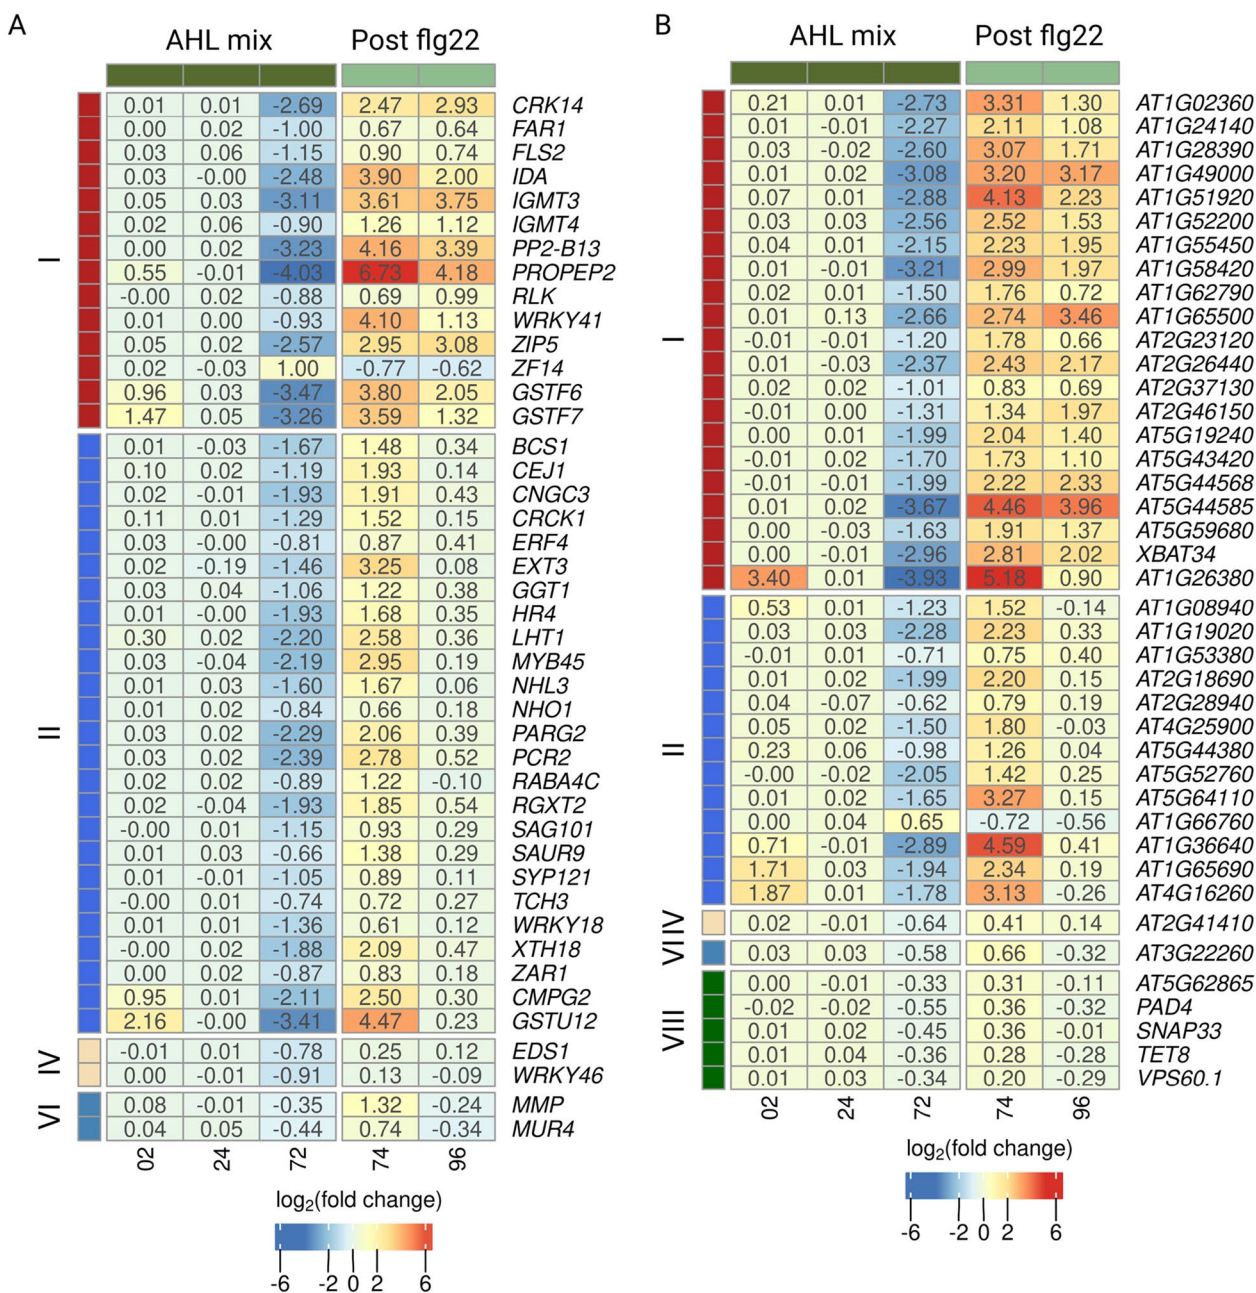 A
AHL mix Post flg22
0.01 0.01 -2.69 2.47 2.93 CRK14
0.00 0.02 -1.00 0.67 0.64 FAR1
0.03 0.06 -1.15 0.90 0.74 FLS2
0.03 -0.00 -2.48 3.90 2.00 IDA
0.05 0.03 -3.11 3.61 3.75 IGMT3
0.02 0.06 -0.90 1.26 1.12 IGMT4
0.00 0.02 -3.23 4.16 3.39 PP2-B13
I
0.55 -0.01 -4.03 6.73 4.18 PROPEP2
-0.00 0.02 -0.88 0.69 0.99 RLK
0.01 0.00 -0.93 4.10 1.13 WRKY41
0.05 0.02 -2.57 2.95 3.08 ZIP5
0.02 -0.03 1.00 -0.77 -0.62 ZF14
0.96 0.03 -3.47 3.80 2.05 GSTF6
1.47 0.05 -3.26 3.59 1.32 GSTF7
0.01 -0.03 -1.67 1.48 0.34 BCS1
0.10 0.02 -1.19 1.93 0.14 CEJ1
0.02 -0.01 -1.93 1.91 0.43 CNGC3
0.11 0.01 -1.29 1.52 0.15 CRCK1
0.03 -0.00 -0.81 0.87 0.41 ERF4
0.02 -0.19 -1.46 3.25 0.08 EXT3
0.03 0.04 -1.06 1.22 0.38 GGT1
0.01 -0.00 -1.93 1.68 0.35 HR4
0.30 0.02 -2.20 2.58 0.36 LHT1
0.03 -0.04 -2.19 2.95 0.19 MYB45
0.01 0.03 -1.60 1.67 0.06 NHL3
0.01 0.02 -0.84 0.66 0.18 NHO1
II
0.03 0.02 -2.29 2.06 0.39 PARG2
0.03 0.02 -2.39 2.78 0.52 PCR2
0.02 0.02 -0.89 1.22 -0.10 RABA4C
0.02 -0.04 -1.93 1.85 0.54 RGXT2
-0.00 0.01 -1.15 0.93 0.29 SAG101
0.01 0.03 -0.66 1.38 0.29 SAUR9
0.01 -0.01 -1.05 0.89 0.11 SYP121
-0.00 0.01 -0.74 0.72 0.27 TCH3
0.01 0.01 -1.36 0.61 0.12 WRKY18
-0.00 0.02 -1.88 2.09 0.47 XTH18
0.00 0.02 -0.87 0.83 0.18 ZAR1
0.95 0.01 -2.11 2.50 0.30 CMPG2
2.16 -0.00 -3.41 4.47 0.23 GSTU12
IV
-0.01 0.01 -0.78 0.25 0.12 EDS1
0.00 -0.01 -0.91 0.13 -0.09 WRKY46
VI
0.08 -0.01 -0.35 1.32 -0.24 MMP
0.04 0.05 -0.44 0.74 -0.34 MUR4
02 24 72 74 96
log2(fold change)
-6 -2 0 2 6
B
AHL mix Post flg22
0.21 0.01 -2.73 3.31 1.30 AT1G02360
0.01 -0.01 -2.27 2.11 1.08 AT1G24140
0.03 -0.02 -2.60 3.07 1.71 AT1G28390
0.01 0.02 -3.08 3.20 3.17 AT1G49000
0.07 0.01 -2.88 4.13 2.23 AT1G51920
0.03 0.03 -2.56 2.52 1.53 AT1G52200
0.04 0.01 -2.15 2.23 1.95 AT1G55450
0.01 -0.01 -3.21 2.99 1.97 AT1G58420
0.02 0.01 -1.50 1.76 0.72 AT1G62790
0.01 0.13 -2.66 2.74 3.46 AT1G65500
I
-0.01 -0.01 -1.20 1.78 0.66 AT2G23120
0.01 -0.03 -2.37 2.43 2.17 AT2G26440
0.02 0.02 -1.01 0.83 0.69 AT2G37130
-0.01 0.00 -1.31 1.34 1.97 AT2G46150
0.00 0.01 -1.99 2.04 1.40 AT5G19240
-0.01 0.02 -1.70 1.73 1.10 AT5G43420
-0.01 -0.01 -1.99 2.22 2.33 AT5G44568
0.01 0.02 -3.67 4.46 3.96 AT5G44585
0.00 -0.03 -1.63 1.91 1.37 AT5G59680
0.00 -0.01 -2.96 2.81 2.02 XBAT34
3.40 0.01 -3.93 5.18 0.90 AT1G26380
0.53 0.01 -1.23 1.52 -0.14 AT1G08940
0.03 0.03 -2.28 2.23 0.33 AT1G19020
-0.01 0.01 -0.71 0.75 0.40 AT1G53380
0.01 0.02 -1.99 2.20 0.15 AT2G18690
0.04 -0.07 -0.62 0.79 0.19 AT2G28940
0.05 0.02 -1.50 1.80 -0.03 AT4G25900
II
0.23 0.06 -0.98 1.26 0.04 AT5G44380
-0.00 -0.02 -2.05 1.42 0.25 AT5G52760
0.01 0.02 -1.65 3.27 0.15 AT5G64110
0.00 0.04 0.65 -0.72 -0.56 AT1G66760
0.71 -0.01 -2.89 4.59 0.41 AT1G36640
1.71 0.03 -1.94 2.34 0.19 AT1G65690
1.87 0.01 -1.78 3.13 -0.26 AT4G16260
IV
0.02 -0.01 -0.64 0.41 0.14 AT2G41410
VI
0.03 0.03 -0.58 0.66 -0.32 AT3G22260
0.00 -0.01 -0.33 0.31 -0.11 AT5G62865
-0.02 -0.02 -0.55 0.36 -0.32 PAD4
VIII
0.01 0.02 -0.45 0.36 -0.01 SNAP33
0.01 0.04 -0.36 0.28 -0.28 TET8
0.01 0.03 -0.34 0.20 -0.29 VPS60.1
02 24 72 74 96
log2(fold change)
-6 -2 0 2 6